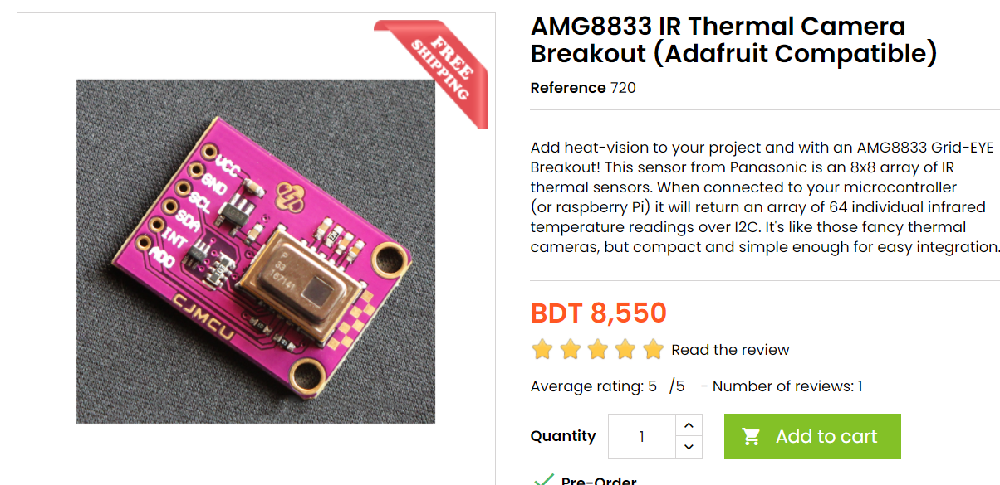 FREE
SHIPPING
VCC
GND
SCL
SDA
INT
ADO
P
33
187141
CJMCU
AMG8833 IR Thermal Camera
Breakout (Adafruit Compatible)
Reference 720
Add heat-vision to your project and with an AMG8833 Grid-EYE
Breakout! This sensor from Panasonic is an 8x8 array of IR
thermal sensors. When connected to your microcontroller
(or raspberry Pi) it will return an array of 64 individual infrared
temperature readings over I2C. It's like those fancy thermal
cameras, but compact and simple enough for easy integration.
BDT 8,550
Read the review
Average rating: 5 /5 - Number of reviews: 1
Quantity 1
Add to cart
Pre-Order